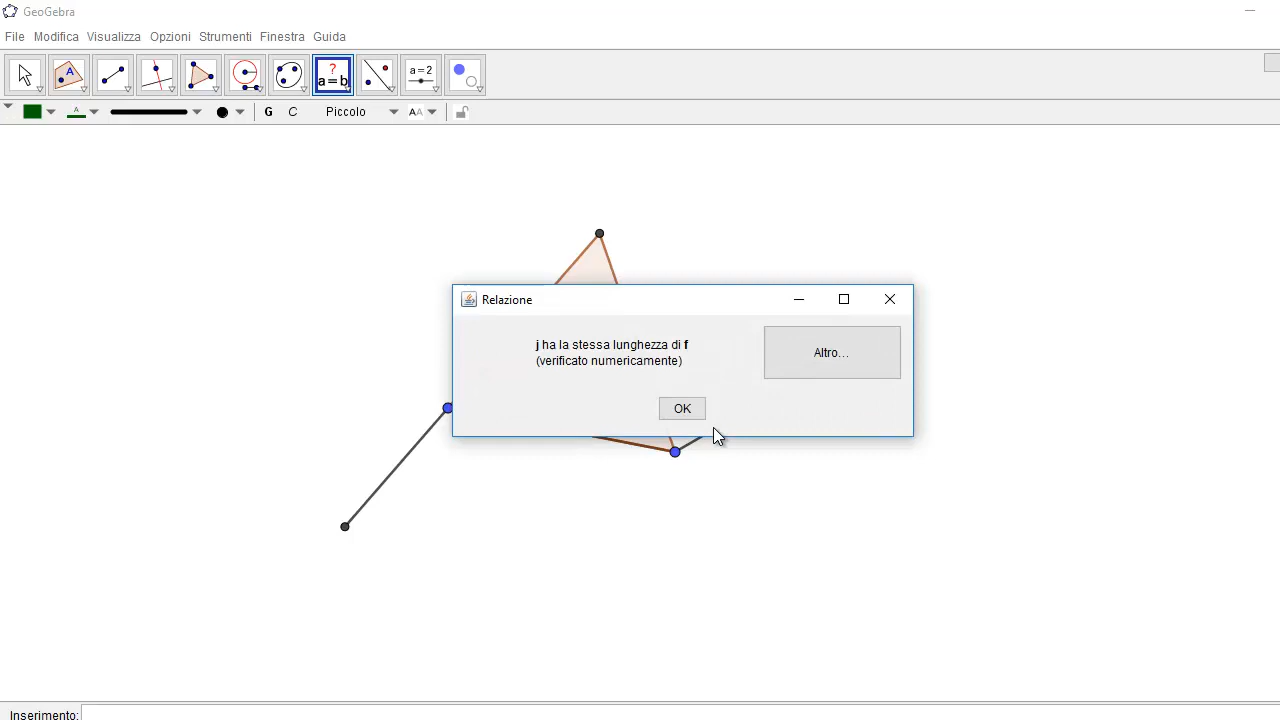 GeoGebra
File Modifica Visualizza Opzioni Strumenti Finestra Guida
A ? a=b a=2
A G C Piccolo AA
Relazione
j ha la stessa lunghezza di f
(verificato numericamente)
Altro...
OK
Inserimento: